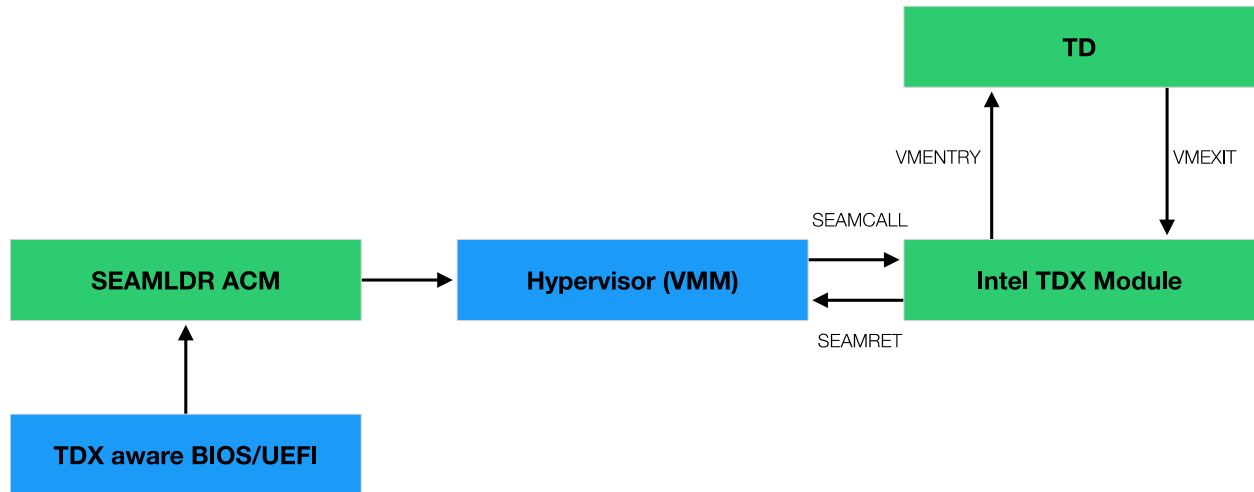 TD
VMENTRY
VMEXIT
SEAMCALL
SEAMLDR ACM
Hypervisor (VMM)
Intel TDX Module
SEAMRET
TDX aware BIOS/UEFI